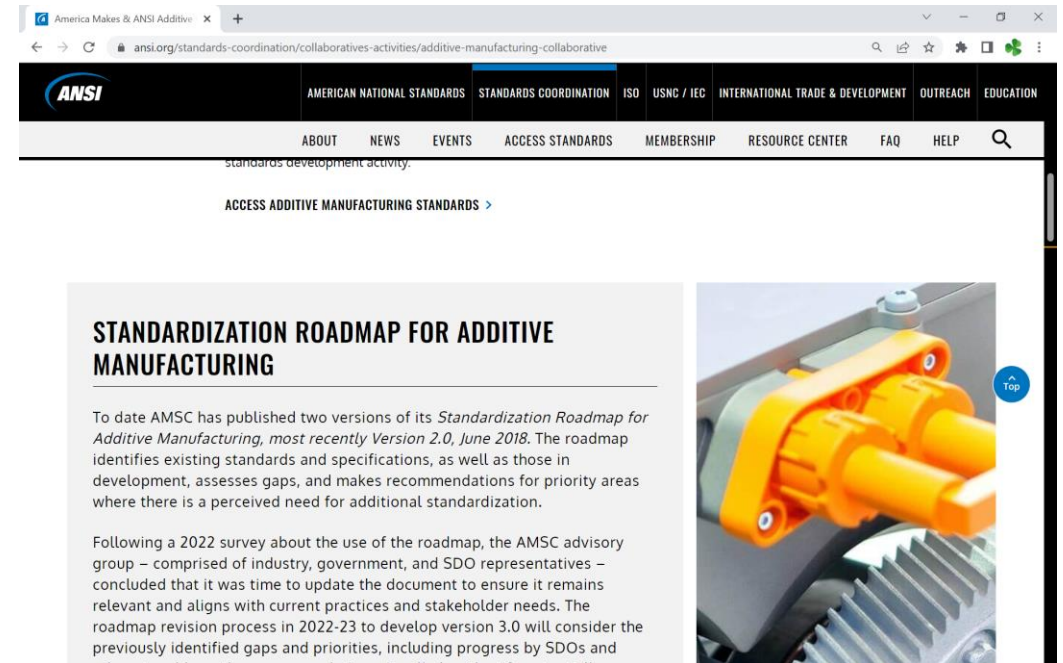 America Makes & ANSI Additive
ansi.org/standards-coordination/collaboratives-activities/additive-manufacturing-collaborative
ANSI
AMERICAN NATIONAL STANDARDS STANDARDS COORDINATION ISO USNC / IEC INTERNATIONAL TRADE & DEVELOPMENT OUTREACH EDUCATION
ABOUT NEWS EVENTS ACCESS STANDARDS MEMBERSHIP RESOURCE CENTER FAQ HELP
standards development activity.
ACCESS ADDITIVE MANUFACTURING STANDARDS >
STANDARDIZATION ROADMAP FOR ADDITIVE
MANUFACTURING
Top
To date AMSC has published two versions of its Standardization Roadmap for
Additive Manufacturing, most recently Version 2.0, June 2018. The roadmap
identifies existing standards and specifications, as well as those in
development, assesses gaps, and makes recommendations for priority areas
where there is a perceived need for additional standardization.
Following a 2022 survey about the use of the roadmap, the AMSC advisory
group – comprised of industry, government, and SDO representatives –
concluded that it was time to update the document to ensure it remains
relevant and aligns with current practices and stakeholder needs. The
roadmap revision process in 2022-23 to develop version 3.0 will consider the
previously identified gaps and priorities, including progress by SDOs and